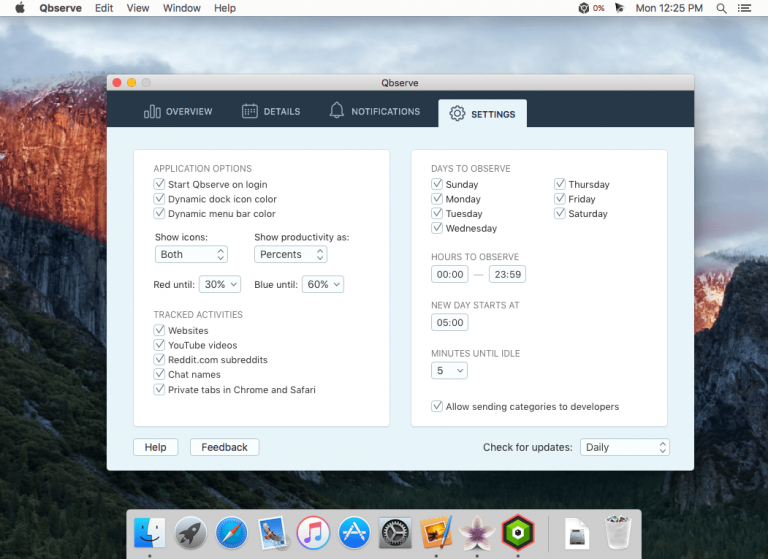 Qbserve Edit View Window Help 0% Mon 12:25 PM
Qbserve
OVERVIEW DETAILS NOTIFICATIONS SETTINGS
APPLICATION OPTIONS
Start Qbserve on login
Dynamic dock icon color
Dynamic menu bar color
Show icons: Show productivity as:
Both Percents
Red until: 30% Blue until: 60%
TRACKED ACTIVITIES
Websites
YouTube videos
Reddit.com subreddits
Chat names
Private tabs in Chrome and Safari
DAYS TO OBSERVE
Sunday Thursday
Monday Friday
Tuesday Saturday
Wednesday
HOURS TO OBSERVE
00:00 — 23:59
NEW DAY STARTS AT
05:00
MINUTES UNTIL IDLE
5
Allow sending categories to developers
Help Feedback Check for updates: Daily